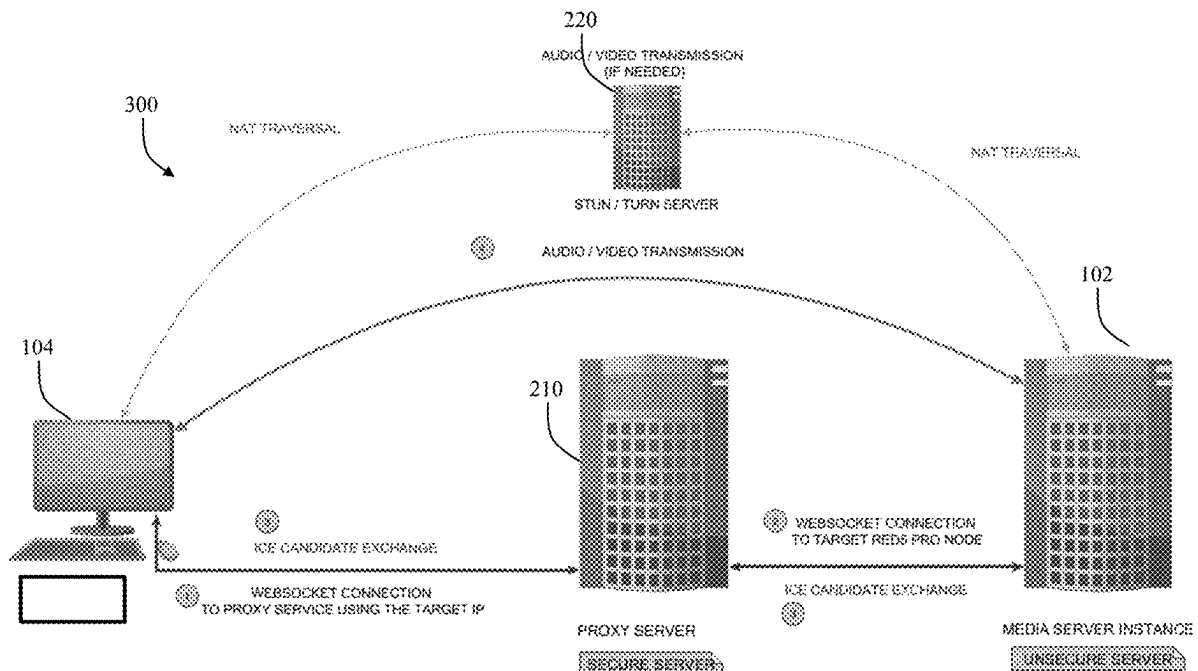 220
AUDIO / VIDEO TRANSMISSION
(IF NEEDED)
300
NAT TRAVERSAL
NAT TRAVERSAL
STUN / TURN SERVER
AUDIO / VIDEO TRANSMISSION
102
104
210
WEBSOCKET CONNECTION
TO TARGET RED5 PRO NODE
ICE CANDIDATE EXCHANGE
ICE CANDIDATE EXCHANGE
WEBSOCKET CONNECTION
TO PROXY SERVICE USING THE TARGET IP
PROXY SERVER
MEDIA SERVER INSTANCE
SECURE SERVER
UNSECURE SERVER